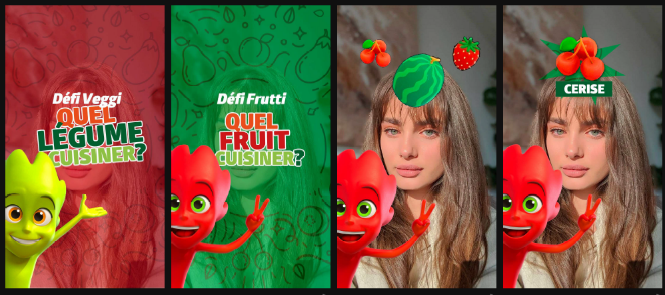 Défi Veggi
QUEL
LÉGUME
CUISINER?
Défi Frutti
QUEL
FRUIT
CUISINER?
CERISE